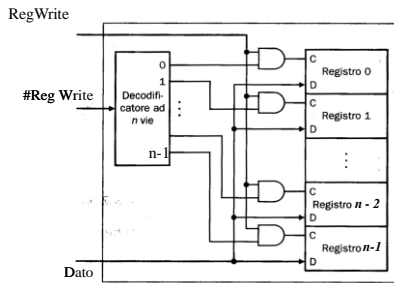 RegWrite
0
C
Registro 0
D
1
#Reg Write
Decodifi-
catore ad
n vie
C
Registro 1
D
n-1
C
Registro n - 2
D
C
Registro n-1
D
Dato